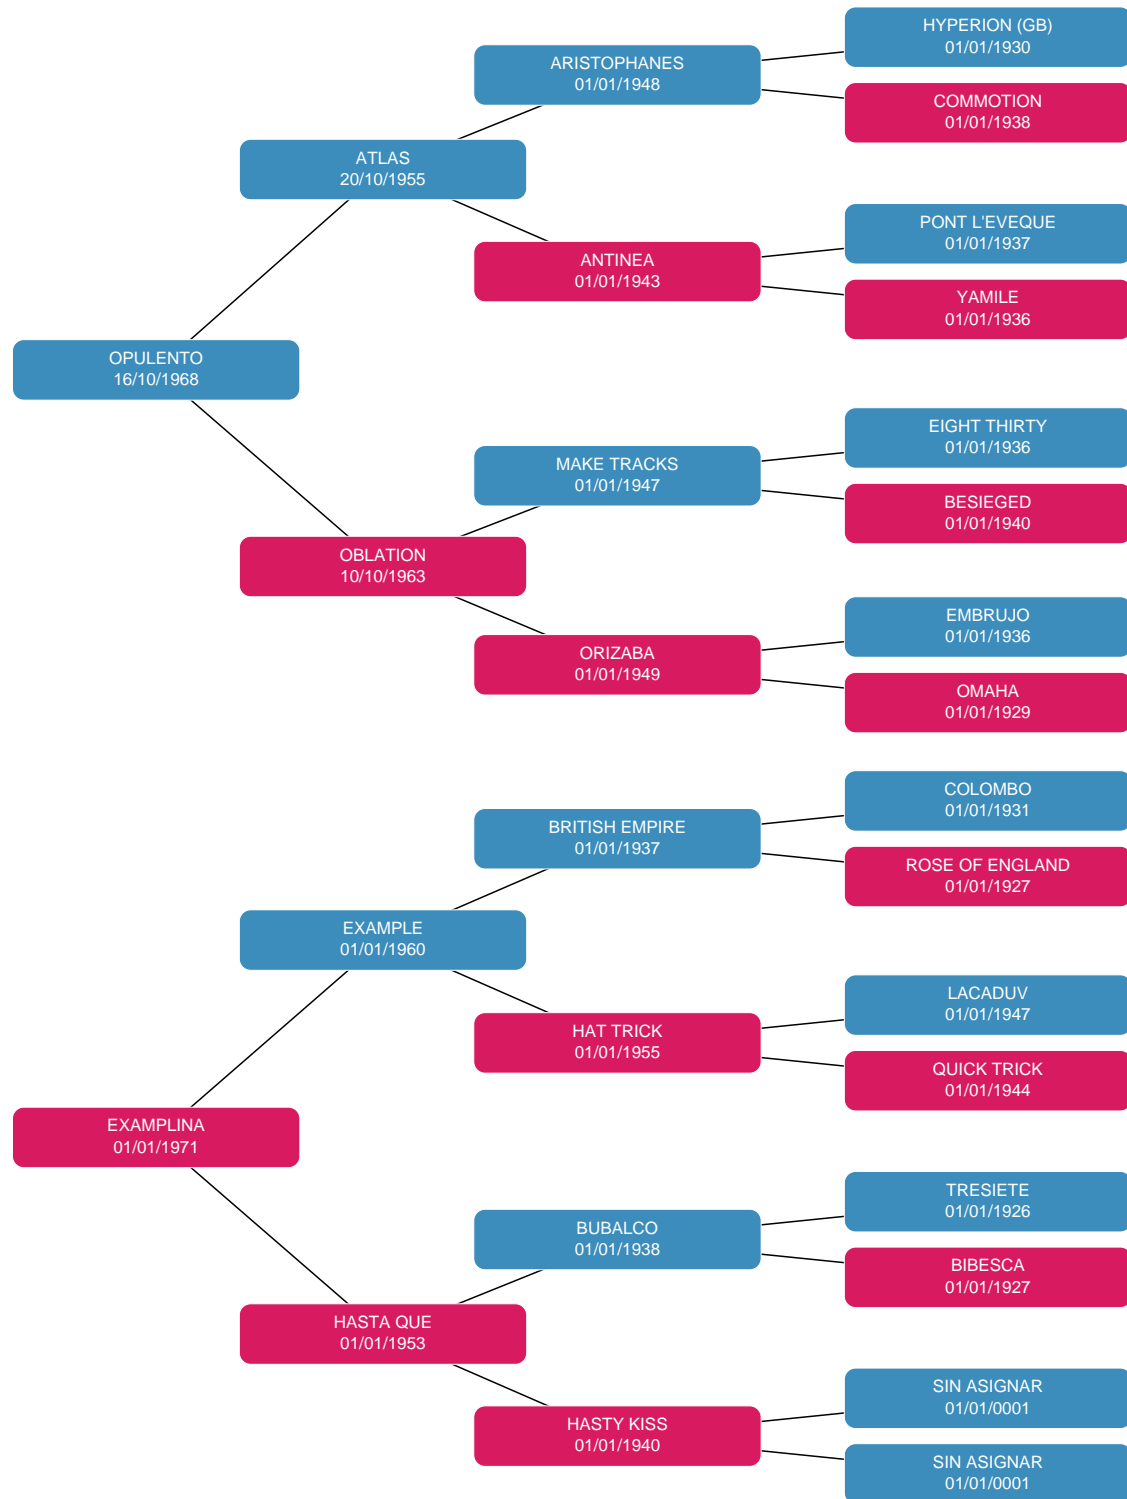 HYPERION (GB)
01/01/1930
ARISTOPHANES
01/01/1948
COMMOTION
01/01/1938
ATLAS
20/10/1955
PONT L'EVEQUE
01/01/1937
ANTINEA
01/01/1943
YAMILE
01/01/1936
OPULENTO
16/10/1968
EIGHT THIRTY
01/01/1936
MAKE TRACKS
01/01/1947
BESIEGED
01/01/1940
OBLATION
10/10/1963
EMBRUJO
01/01/1936
ORIZABA
01/01/1949
OMAHA
01/01/1929
COLOMBO
01/01/1931
BRITISH EMPIRE
01/01/1937
ROSE OF ENGLAND
01/01/1927
EXAMPLE
01/01/1960
LACADUV
01/01/1947
HAT TRICK
01/01/1955
QUICK TRICK
01/01/1944
EXAMPLINA
01/01/1971
TRESIETE
01/01/1926
BUBALCO
01/01/1938
BIBESCA
01/01/1927
HASTA QUE
01/01/1953
SIN ASIGNAR
01/01/0001
HASTY KISS
01/01/1940
SIN ASIGNAR
01/01/0001